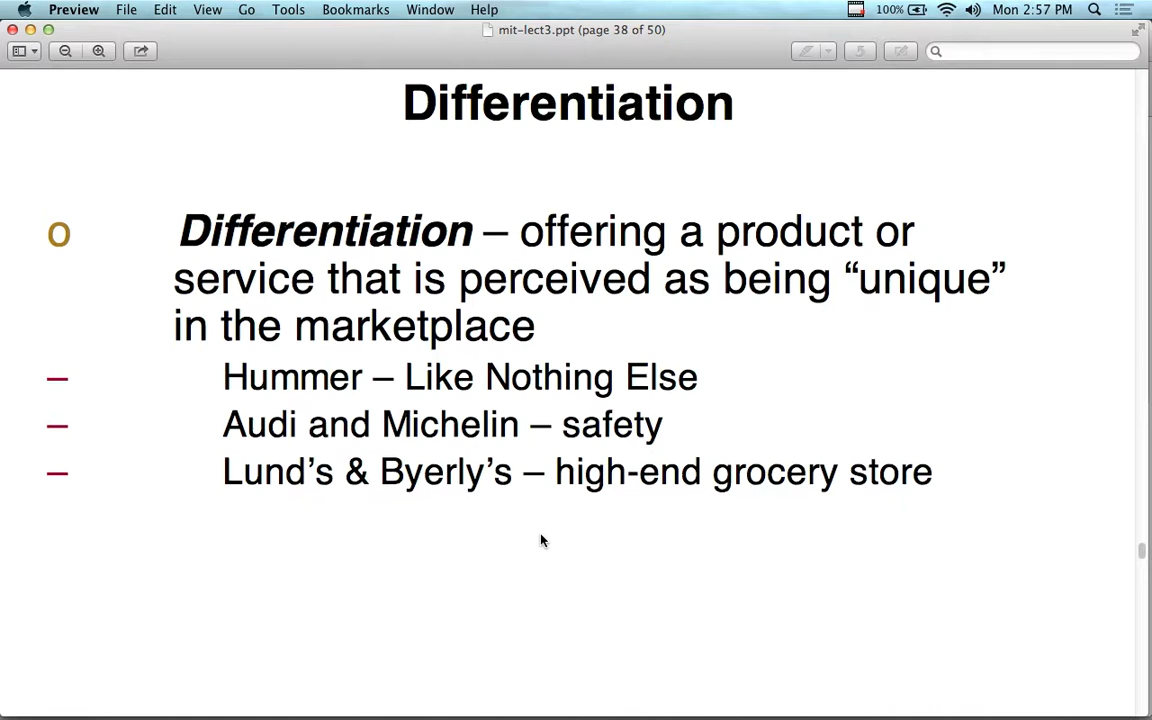 Preview File Edit View Go Tools Bookmarks Window Help 100% Mon 2:57 PM
mit-lect3.ppt (page 38 of 50)
Differentiation
o Differentiation – offering a product or
service that is perceived as being “unique”
in the marketplace
– Hummer – Like Nothing Else
– Audi and Michelin – safety
– Lund’s & Byerly’s – high-end grocery store